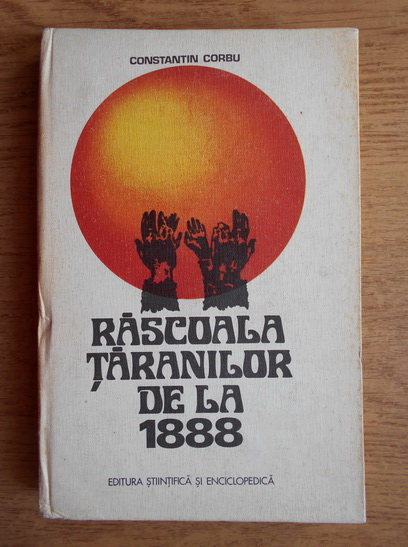 CONSTANTIN CORBU
RĂSCOALA
ȚĂRANILOR
DE LA
1888
EDITURA ȘTIINȚIFICĂ ȘI ENCICLOPEDICĂ